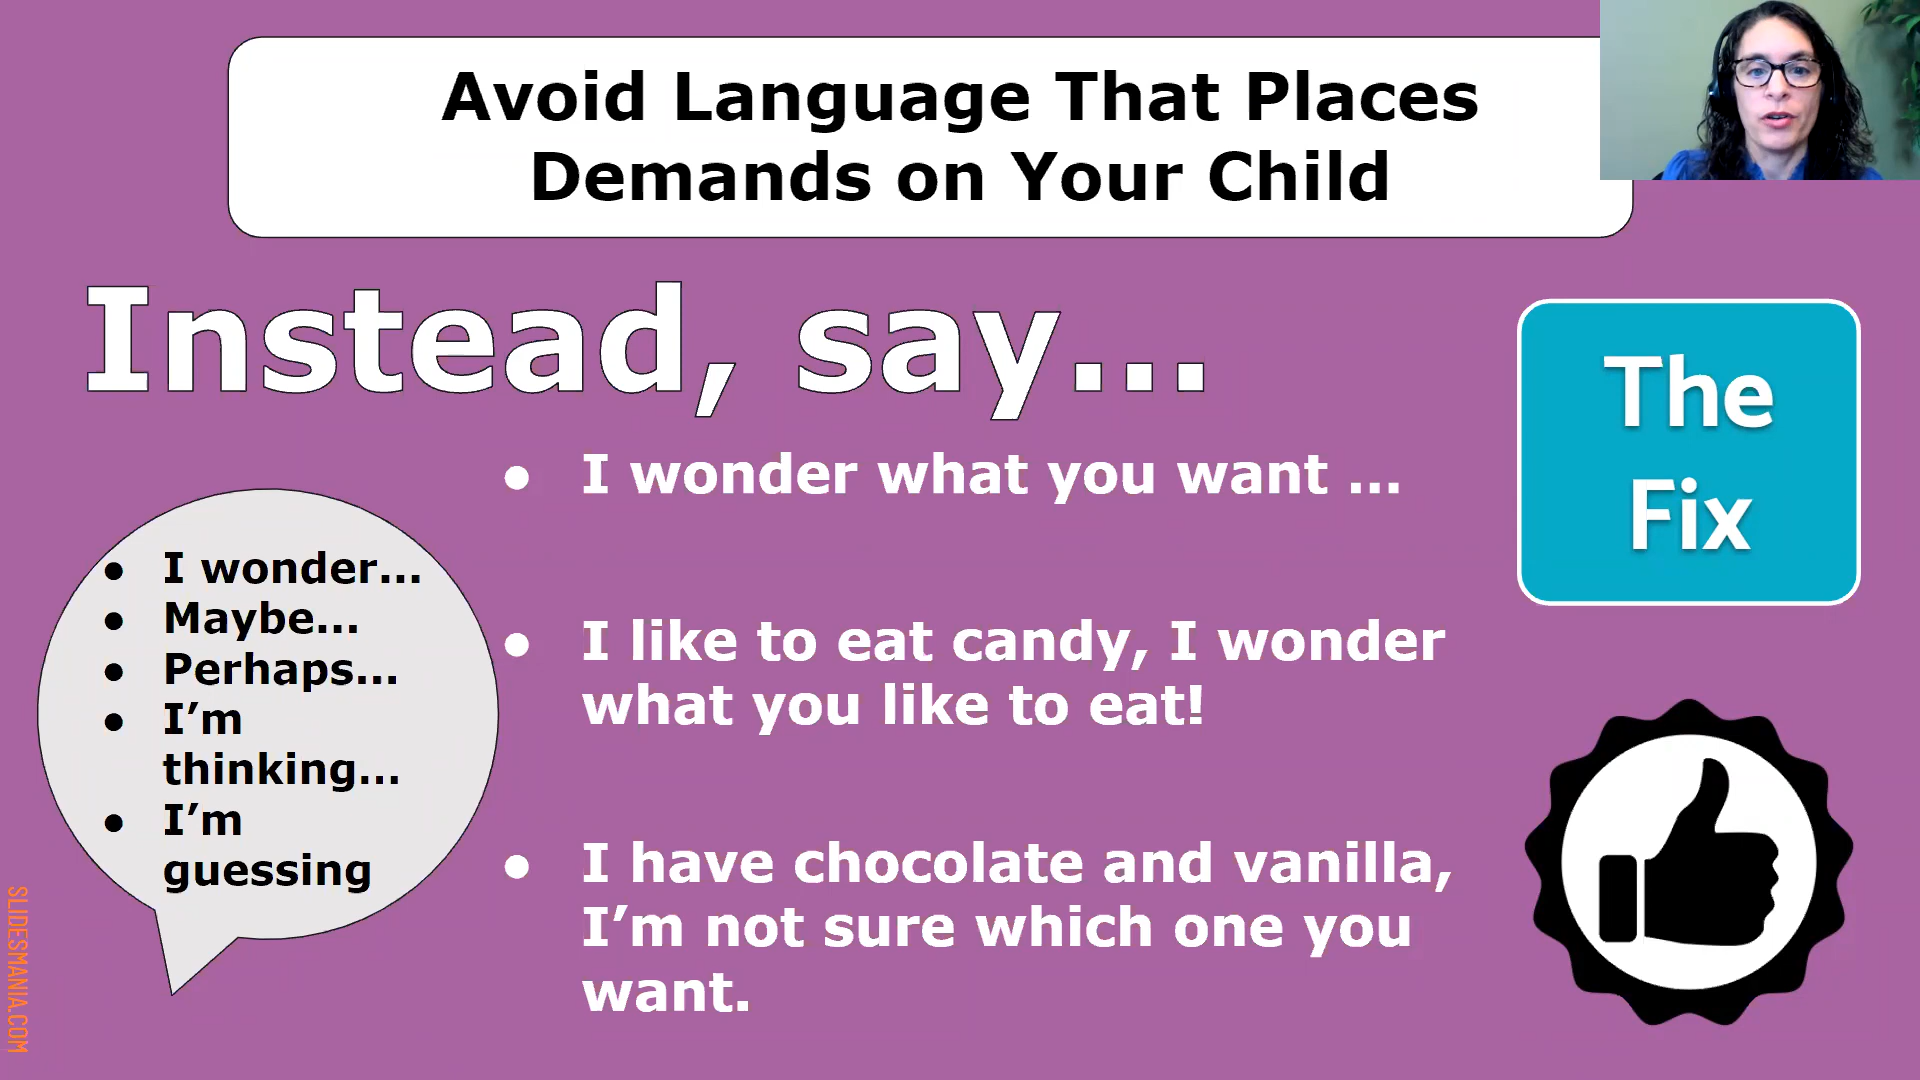 Avoid Language That Places
Demands on Your Child
Instead, say...
The
Fix
● I wonder what you want ...
● I like to eat candy, I wonder
what you like to eat!
● I have chocolate and vanilla,
I’m not sure which one you
want.
● I wonder...
● Maybe...
● Perhaps...
● I’m
thinking...
● I’m
guessing
SLIDESMANIA.COM